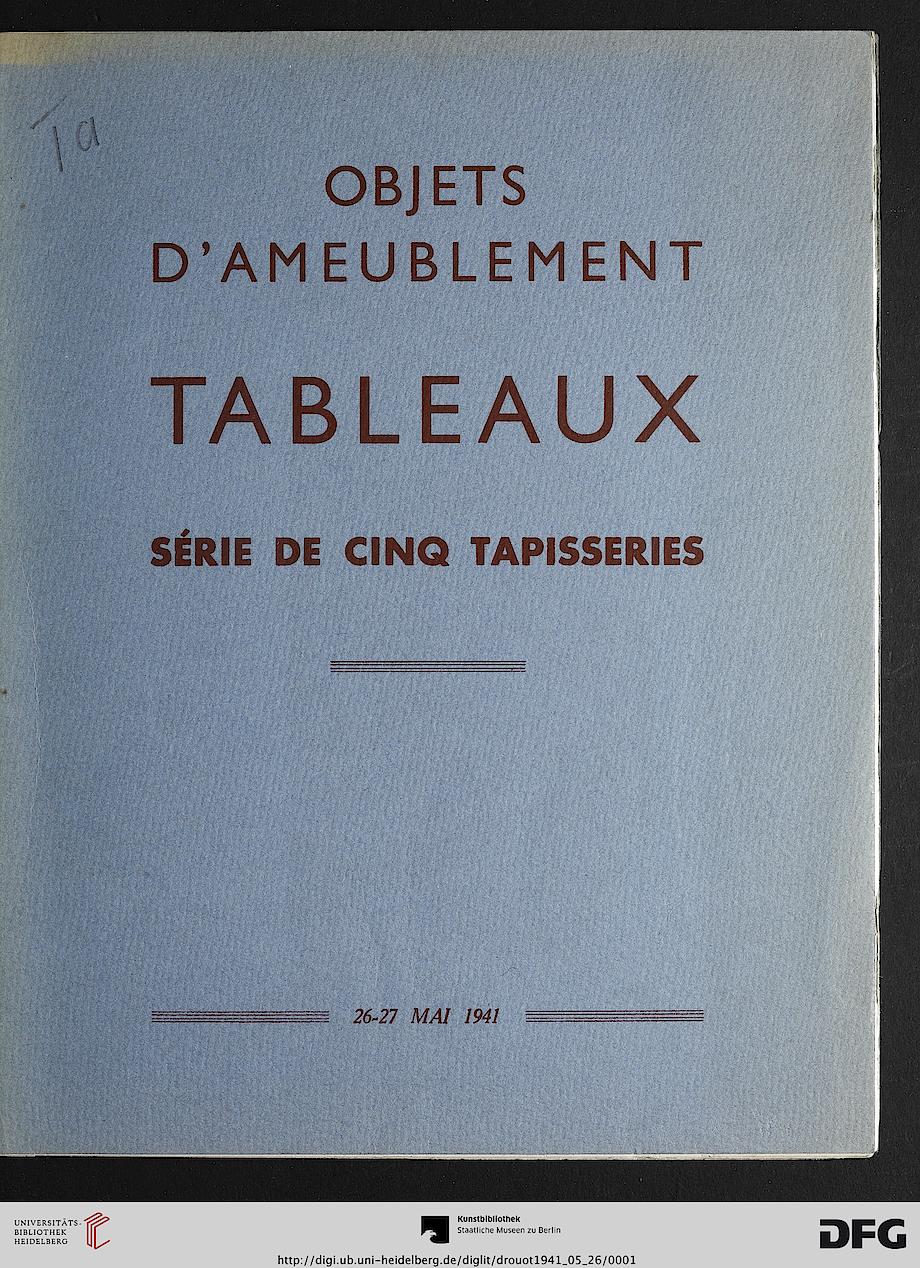 Ta
OBJETS
D'AMEUBLEMENT
TABLEAUX
SÉRIE DE CINQ TAPISSERIES
26-27 MAI 1941
UNIVERSITÄTS-
BIBLIOTHEK
HEIDELBERG
Kunstbibliothek
Staatliche Museen zu Berlin
http://digi.ub.uni-heidelberg.de/diglit/drouot1941_05_26/0001
DFG